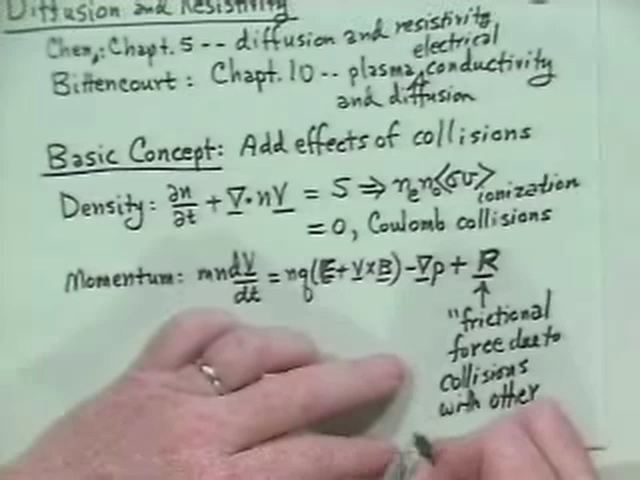 Diffusion and Resistivity
Chen: Chapt. 5 -- diffusion and resistivity
electrical
Bittencourt: Chapt. 10 -- plasma conductivity
and diffusion
Basic Concept: Add effects of collisions
Density: ∂n/∂t + ∇·nV = S ⇒ nₑn₀<σv> ionization
= 0, Coulomb collisions
Momentum: mn dV/dt = nq(E + V×B) - ∇p + R
↑
"frictional
force due to
collisions
with other